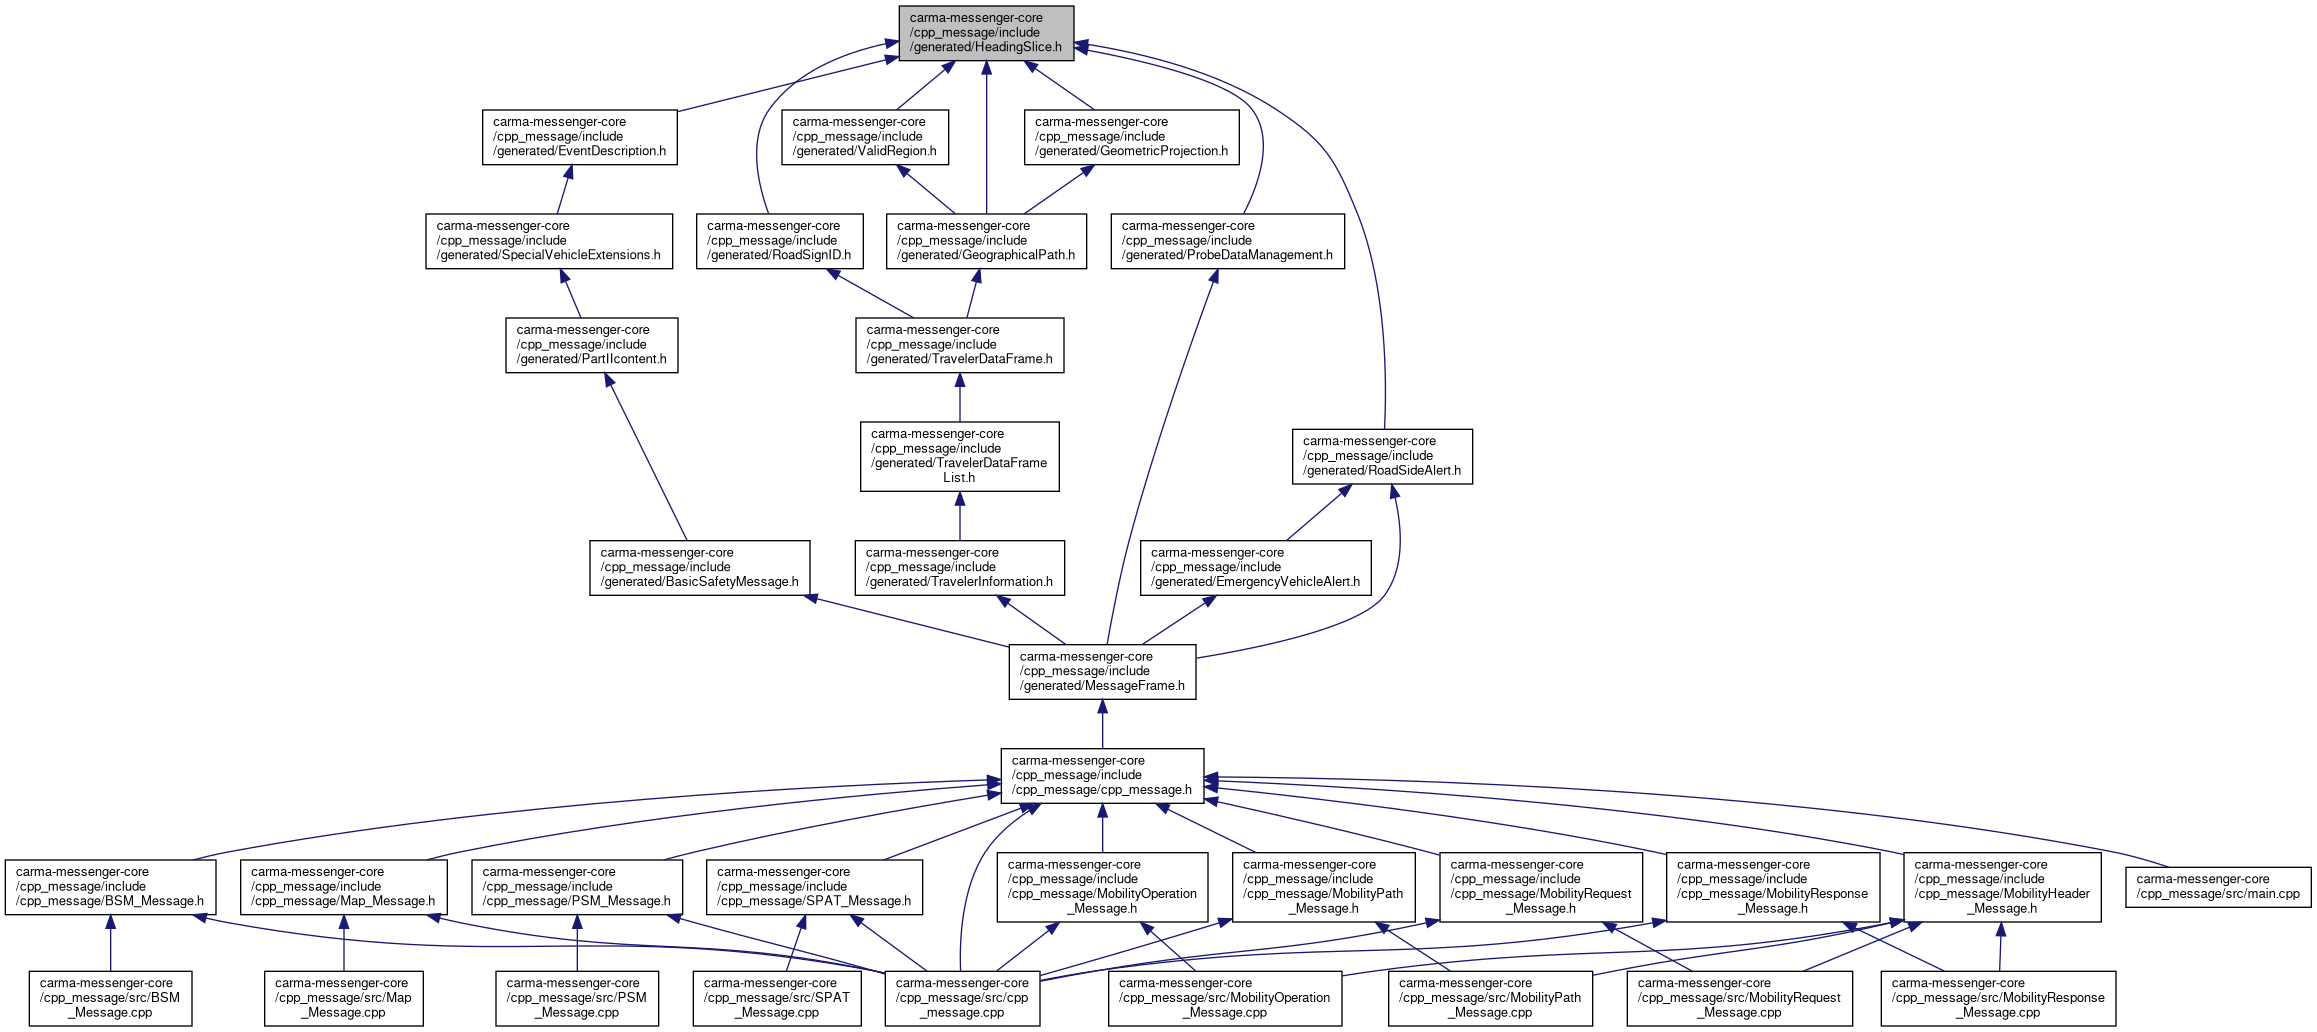 carma-messenger-core
/cpp_message/include
/generated/HeadingSlice.h
carma-messenger-core
/cpp_message/include
/generated/EventDescription.h
carma-messenger-core
/cpp_message/include
/generated/ValidRegion.h
carma-messenger-core
/cpp_message/include
/generated/GeometricProjection.h
carma-messenger-core
/cpp_message/include
/generated/SpecialVehicleExtensions.h
carma-messenger-core
/cpp_message/include
/generated/RoadSignID.h
carma-messenger-core
/cpp_message/include
/generated/GeographicalPath.h
carma-messenger-core
/cpp_message/include
/generated/ProbeDataManagement.h
carma-messenger-core
/cpp_message/include
/generated/PartIIcontent.h
carma-messenger-core
/cpp_message/include
/generated/TravelerDataFrame.h
carma-messenger-core
/cpp_message/include
/generated/TravelerDataFrame
List.h
carma-messenger-core
/cpp_message/include
/generated/RoadSideAlert.h
carma-messenger-core
/cpp_message/include
/generated/BasicSafetyMessage.h
carma-messenger-core
/cpp_message/include
/generated/TravelerInformation.h
carma-messenger-core
/cpp_message/include
/generated/EmergencyVehicleAlert.h
carma-messenger-core
/cpp_message/include
/generated/MessageFrame.h
carma-messenger-core
/cpp_message/include
/cpp_message/cpp_message.h
carma-messenger-core
/cpp_message/include
/cpp_message/BSM_Message.h
carma-messenger-core
/cpp_message/include
/cpp_message/Map_Message.h
carma-messenger-core
/cpp_message/include
/cpp_message/PSM_Message.h
carma-messenger-core
/cpp_message/include
/cpp_message/SPAT_Message.h
carma-messenger-core
/cpp_message/include
/cpp_message/MobilityOperation
_Message.h
carma-messenger-core
/cpp_message/include
/cpp_message/MobilityPath
_Message.h
carma-messenger-core
/cpp_message/include
/cpp_message/MobilityRequest
_Message.h
carma-messenger-core
/cpp_message/include
/cpp_message/MobilityResponse
_Message.h
carma-messenger-core
/cpp_message/include
/cpp_message/MobilityHeader
_Message.h
carma-messenger-core
/cpp_message/src/main.cpp
carma-messenger-core
/cpp_message/src/BSM
_Message.cpp
carma-messenger-core
/cpp_message/src/Map
_Message.cpp
carma-messenger-core
/cpp_message/src/PSM
_Message.cpp
carma-messenger-core
/cpp_message/src/SPAT
_Message.cpp
carma-messenger-core
/cpp_message/src/cpp
_message.cpp
carma-messenger-core
/cpp_message/src/MobilityOperation
_Message.cpp
carma-messenger-core
/cpp_message/src/MobilityPath
_Message.cpp
carma-messenger-core
/cpp_message/src/MobilityRequest
_Message.cpp
carma-messenger-core
/cpp_message/src/MobilityResponse
_Message.cpp